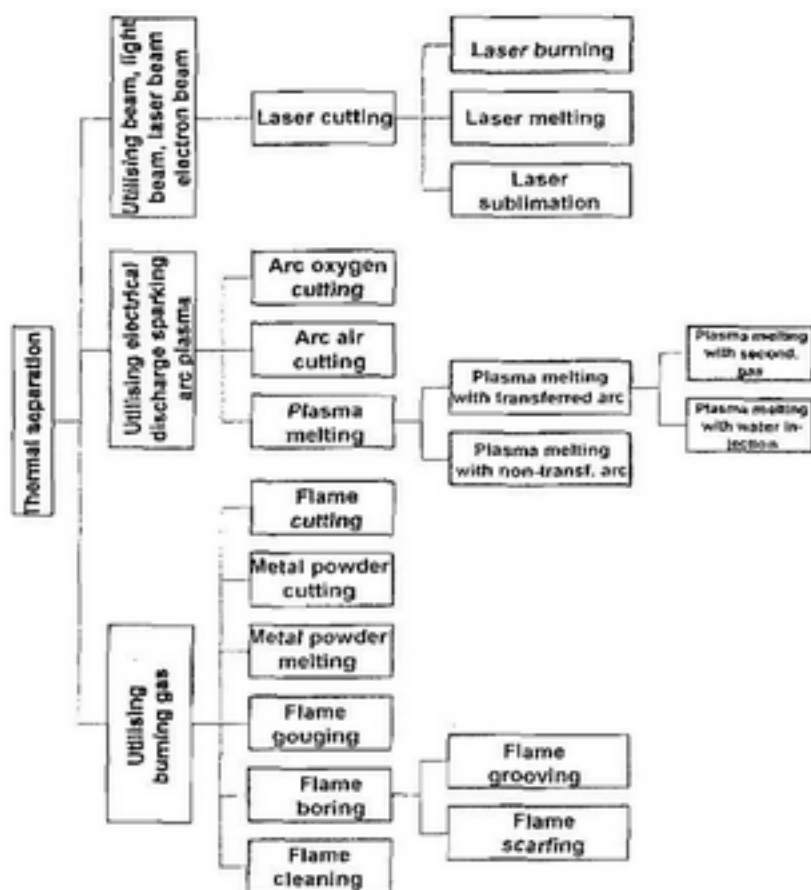 Thermal separation
Utilising beam, light
beam, laser beam
electron beam
Laser cutting
Laser burning
Laser melting
Laser
sublimation
Utilising electrical
discharge sparking
arc plasma
Arc oxygen
cutting
Arc air
cutting
Plasma
melting
Plasma melting
with transferred arc
Plasma melting
with second.
gas
Plasma melting
with water in-
jection
Plasma melting
with non-transf. arc
Utilising
burning gas
Flame
cutting
Metal powder
cutting
Metal powder
melting
Flame
gouging
Flame
boring
Flame
grooving
Flame
scarfing
Flame
cleaning